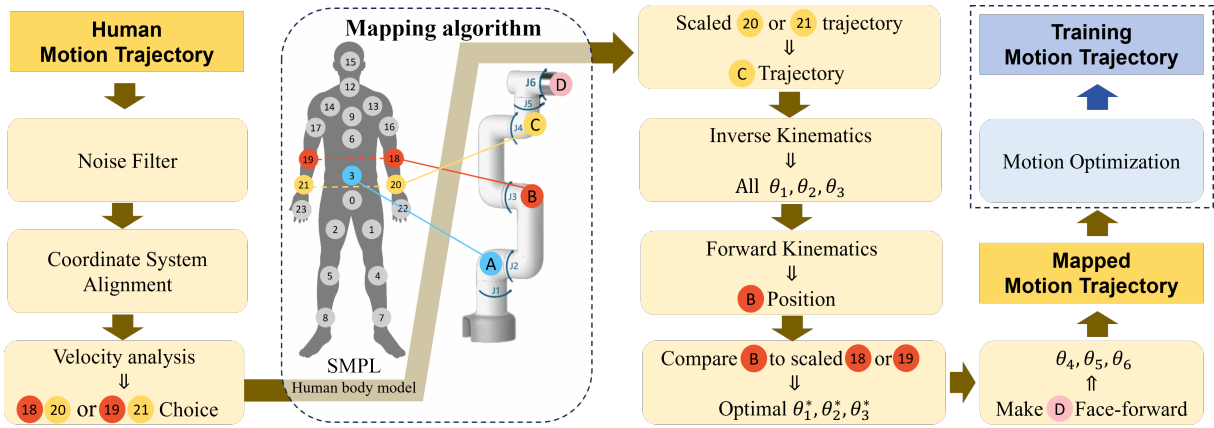 Human
Motion Trajectory
Noise Filter
Coordinate System
Alignment
Velocity analysis
⇓
18 20 or 19 21 Choice
Mapping algorithm
15
12
14 13
9
17 16
6
19 18
3
21 20
0
23 22
2 1
5 4
8 7
SMPL
Human body model
D
J6
J5
C
J4
B
J3
A
J2
J1
Scaled 20 or 21 trajectory
⇓
C Trajectory
Inverse Kinematics
⇓
All θ₁, θ₂, θ₃
Forward Kinematics
⇓
B Position
Compare B to scaled 18 or 19
⇓
Optimal θ₁*, θ₂*, θ₃*
θ₄, θ₅, θ₆
⇑
Make D Face-forward
Mapped
Motion Trajectory
Motion Optimization
Training
Motion Trajectory